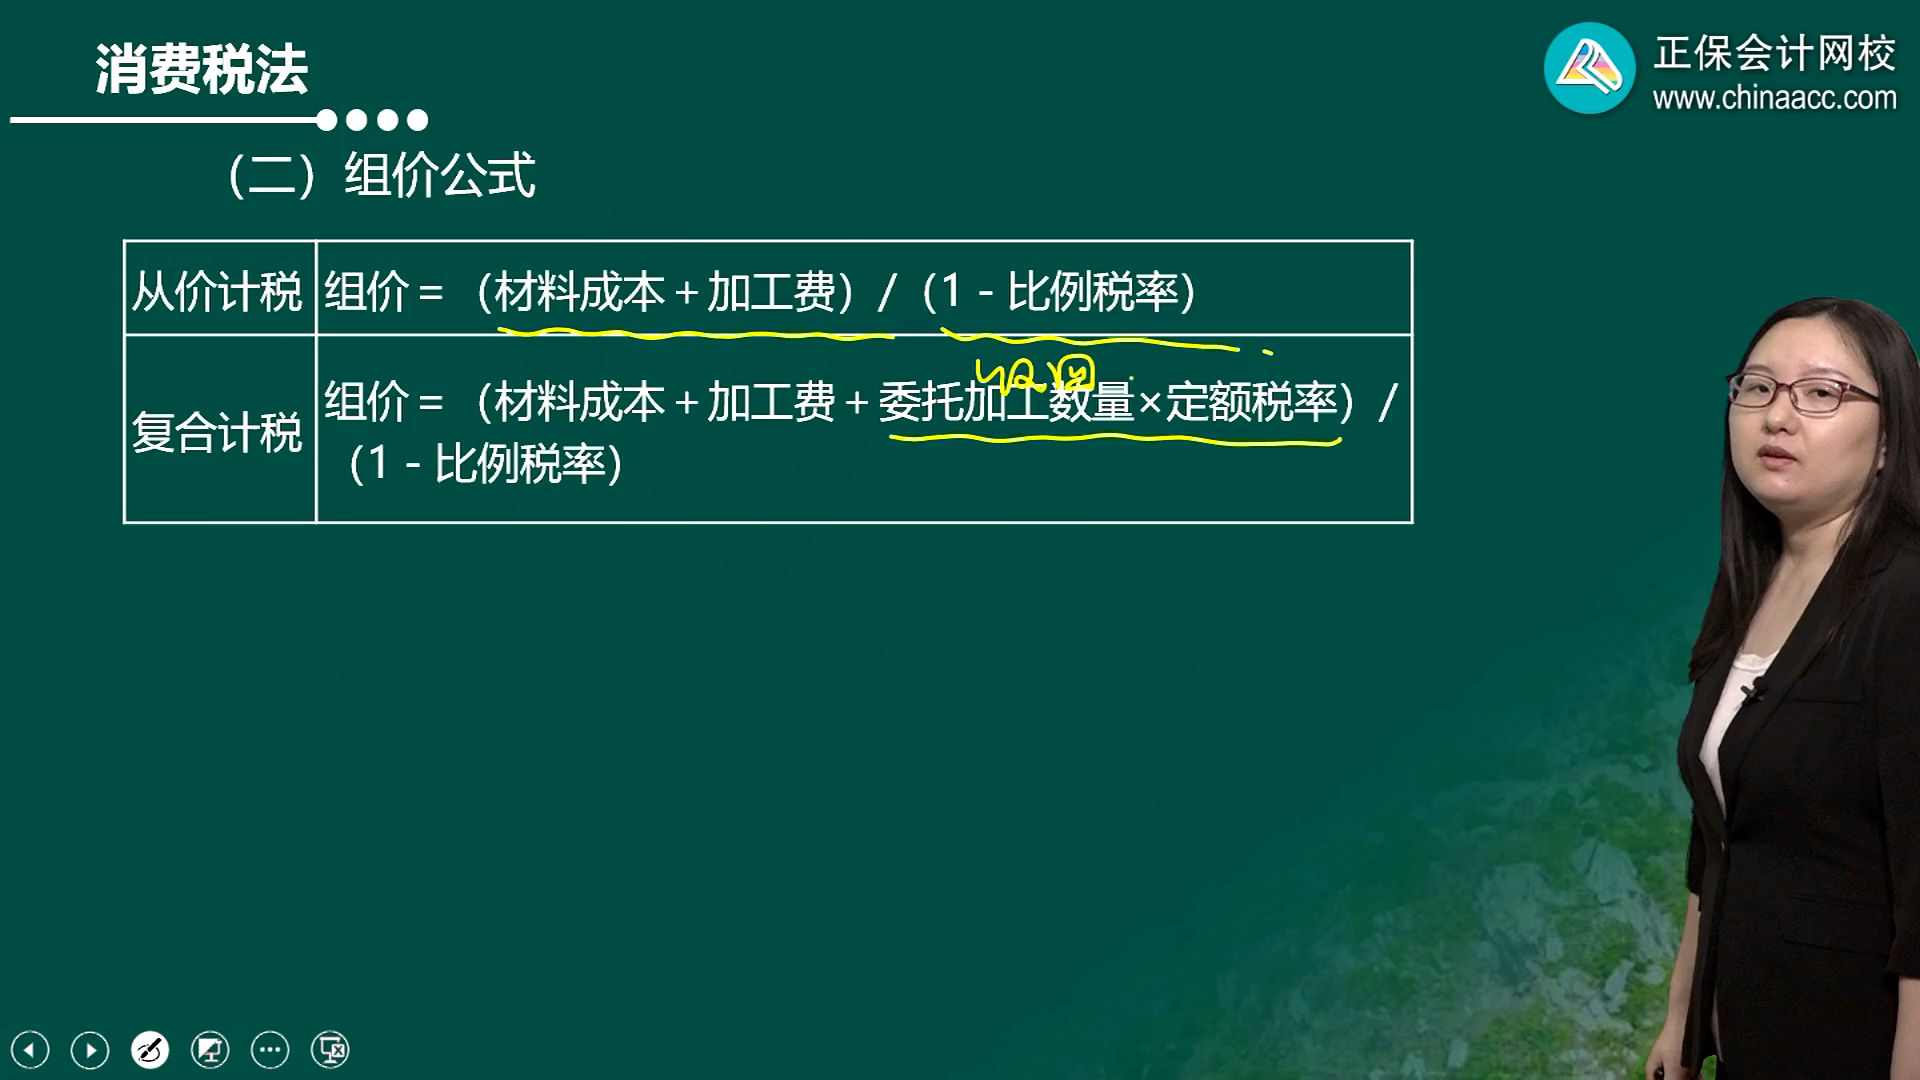 消费税法
正保会计网校
www.chinaacc.com
（二）组价公式
从价计税
组价＝（材料成本＋加工费）/（1－比例税率）
复合计税
组价＝（材料成本＋加工费＋委托加工数量×定额税率）/
（1－比例税率）
收回